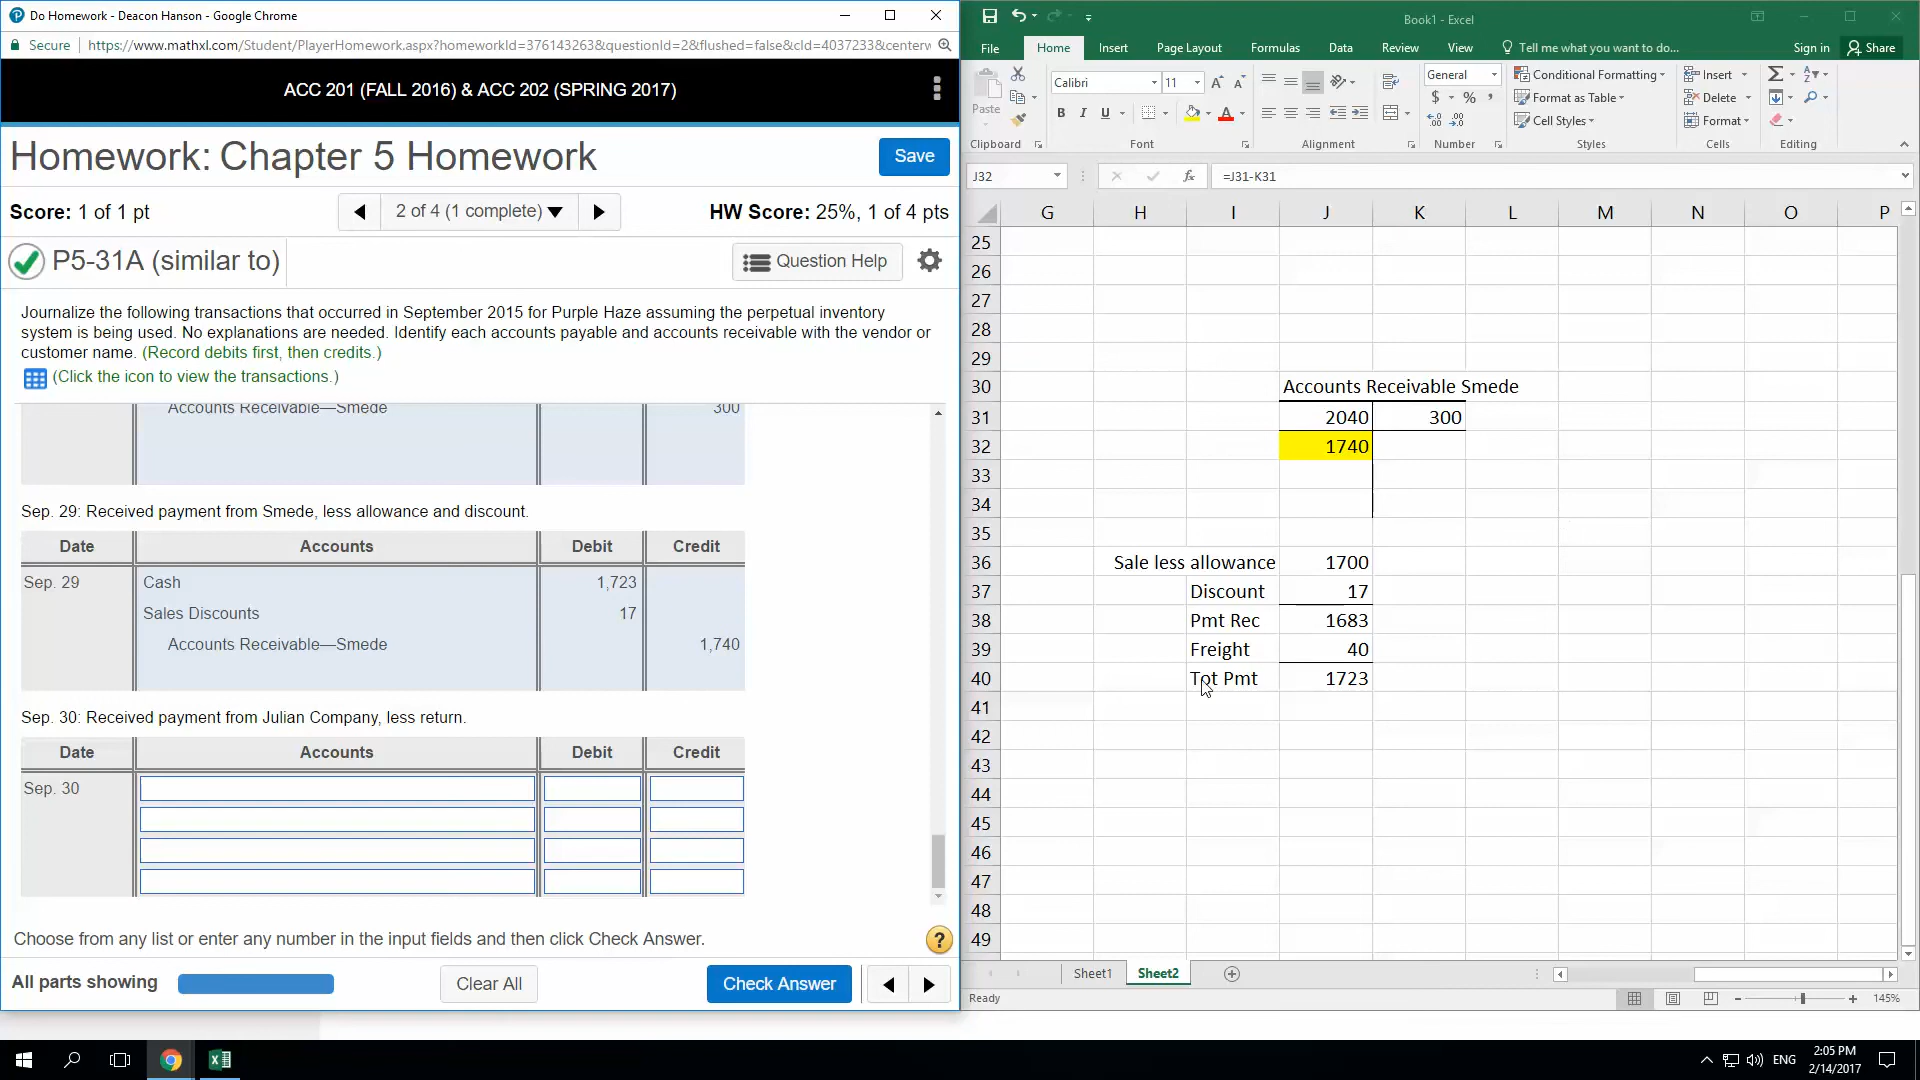 Do Homework - Deacon Hanson - Google Chrome
Secure https://www.mathxl.com/Student/PlayerHomework.aspx?homeworkId=376143263&questionId=2&flushed=false&cId=4037233&centerw
ACC 201 (FALL 2016) & ACC 202 (SPRING 2017)
Homework: Chapter 5 Homework
Save
Score: 1 of 1 pt
2 of 4 (1 complete)
HW Score: 25%, 1 of 4 pts
P5-31A (similar to)
Question Help
Journalize the following transactions that occurred in September 2015 for Purple Haze assuming the perpetual inventory
system is being used. No explanations are needed. Identify each accounts payable and accounts receivable with the vendor or
customer name. (Record debits first, then credits.)
(Click the icon to view the transactions.)
Accounts Receivable—Smede 300
Sep. 29: Received payment from Smede, less allowance and discount.
Date Accounts Debit Credit
Sep. 29 Cash 1,723
Sales Discounts 17
Accounts Receivable—Smede 1,740
Sep. 30: Received payment from Julian Company, less return.
Date Accounts Debit Credit
Sep. 30
Choose from any list or enter any number in the input fields and then click Check Answer.
?
All parts showing
Clear All
Check Answer
Book1 - Excel
File Home Insert Page Layout Formulas Data Review View Tell me what you want to do... Sign in Share
Paste
Calibri 11
B I U
General
$ % ,
Conditional Formatting
Format as Table
Cell Styles
Insert
Delete
Format
Clipboard Font Alignment Number Styles Cells Editing
J32 fx =J31-K31
G H I J K L M N O P
25
26
27
28
29
30 Accounts Receivable Smede
31 2040 300
32 1740
33
34
35
36 Sale less allowance 1700
37 Discount 17
38 Pmt Rec 1683
39 Freight 40
40 Tot Pmt 1723
41
42
43
44
45
46
47
48
49
Sheet1 Sheet2
Ready
145%
ENG
2:05 PM
2/14/2017